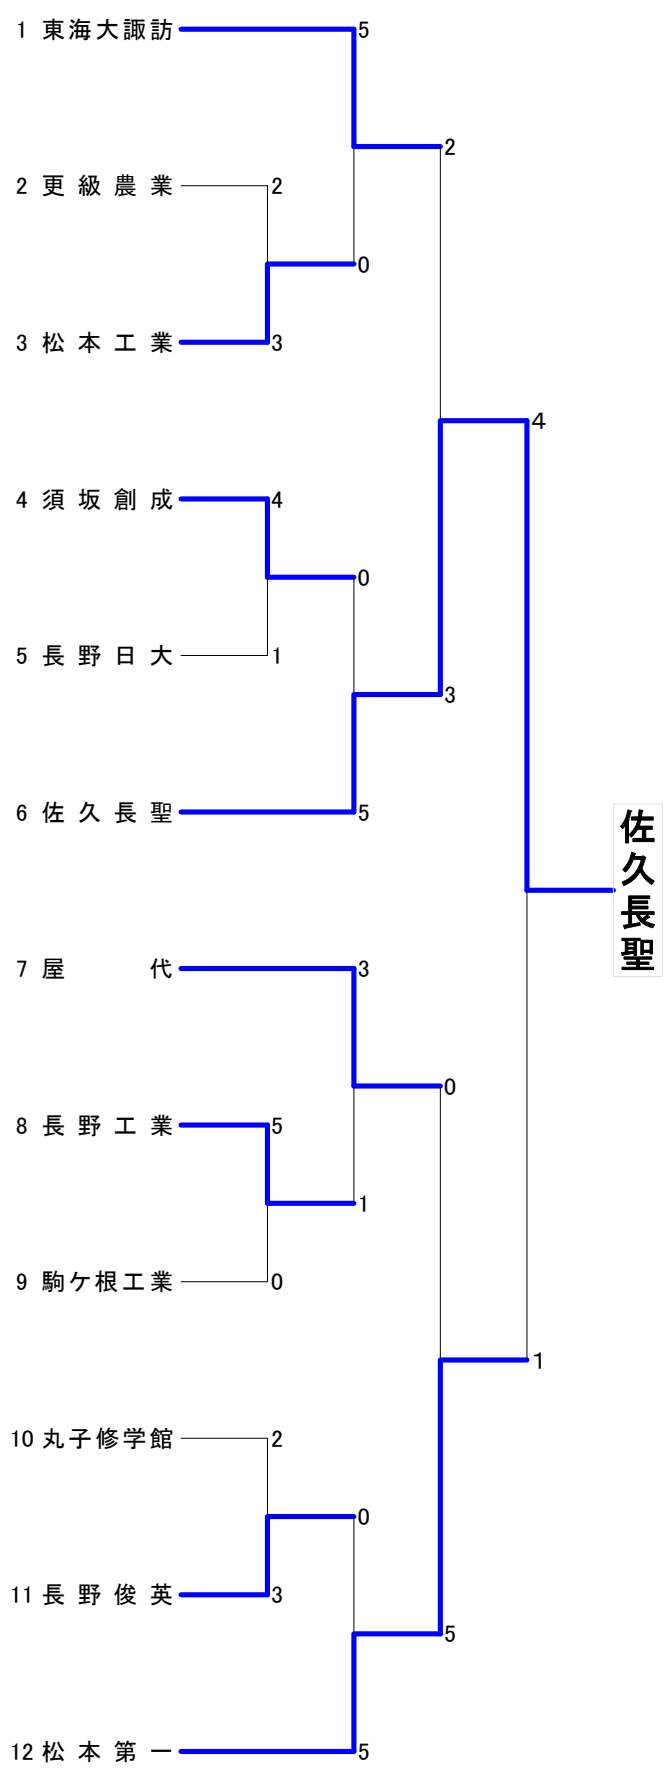 1 東海大諏訪 5
2
2 更級農業 2
0
3 松本工業 3
4
4 須坂創成 4
0
5 長野日大 1
3
6 佐久長聖 5
佐久長聖
7 屋代 3
0
8 長野工業 5
1
9 駒ケ根工業 0
1
10 丸子修学館 2
0
11 長野俊英 3
5
12 松本第一 5